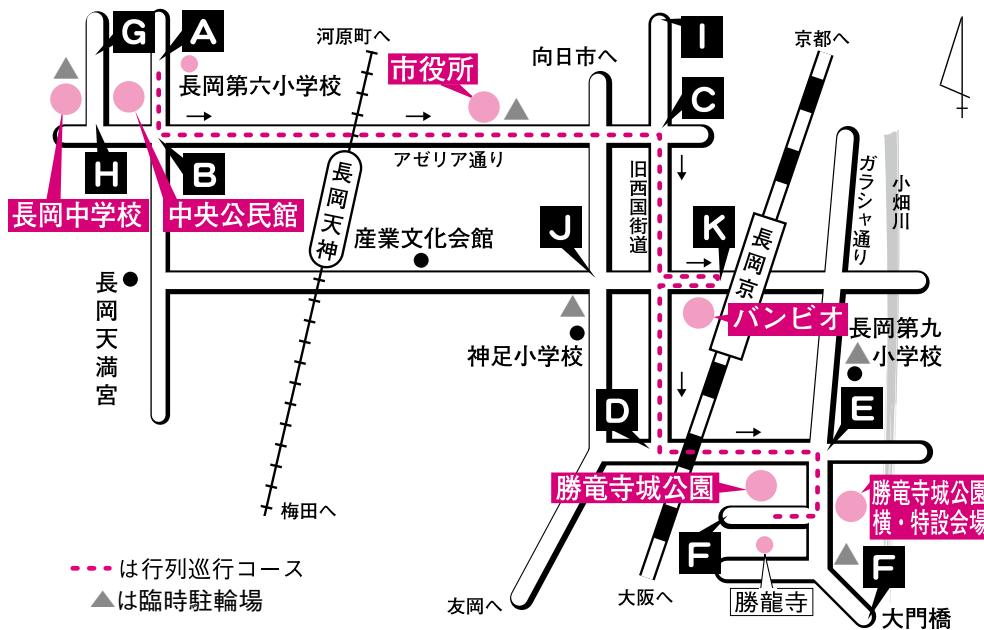 G
A
I
河原町へ
市役所
向日市へ
京都へ
長岡第六小学校
C
アゼリア通り
H
B
長岡中学校
中央公民館
長岡天神
旧西国街道
ガラシャ通り
小畑川
産業文化会館
J
K
長岡京
長岡天満宮
バンビオ
神足小学校
長岡第九
小学校
D
E
勝竜寺城公園
勝竜寺城公園
横・特設会場
梅田へ
F
F
は行列巡行コース
は臨時駐輪場
友岡へ
大阪へ
勝龍寺
大門橋